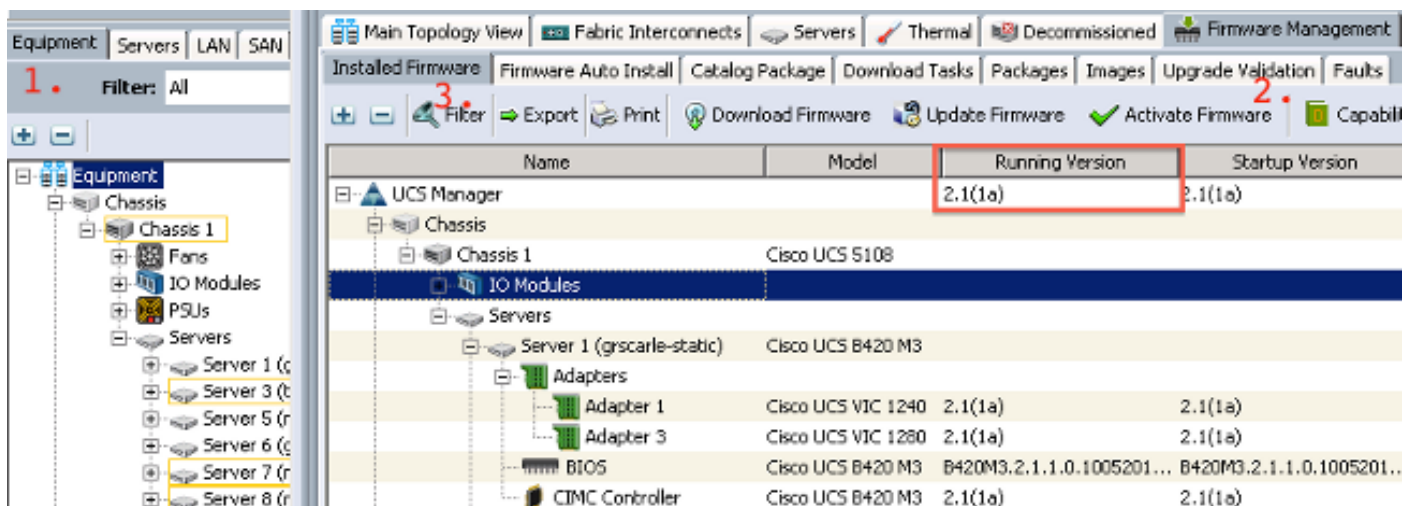 Equipment Servers LAN SAN
1. Filter: All
Equipment
Chassis
Chassis 1
Fans
IO Modules
PSUs
Servers
Server 1 (
Server 3 (
Server 5 (
Server 6 (
Server 7 (
Server 8 (
Main Topology View Fabric Interconnects Servers Thermal Decommissioned Firmware Management
Installed Firmware Firmware Auto Install Catalog Package Download Tasks Packages Images Upgrade Validation Faults
3. 2.
Filter Export Print Download Firmware Update Firmware Activate Firmware Capabili
Name Model Running Version Startup Version
UCS Manager 2.1(1a) 2.1(1a)
Chassis
Chassis 1 Cisco UCS 5108
IO Modules
Servers
Server 1 (grscarle-static) Cisco UCS B420 M3
Adapters
Adapter 1 Cisco UCS VIC 1240 2.1(1a) 2.1(1a)
Adapter 3 Cisco UCS VIC 1280 2.1(1a) 2.1(1a)
BIOS Cisco UCS B420 M3 B420M3.2.1.1.0.1005201... B420M3.2.1.1.0.1005201..
CIMC Controller Cisco UCS B420 M3 2.1(1a) 2.1(1a)